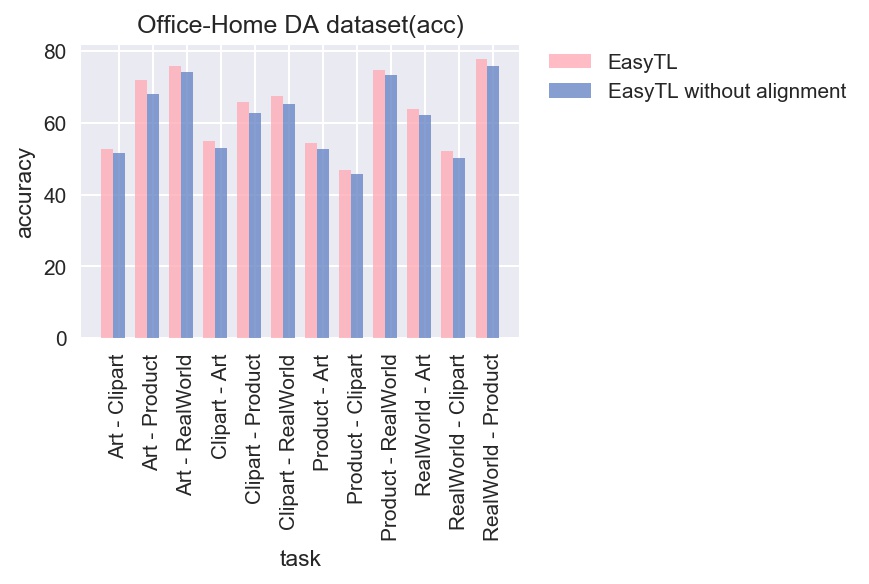 Office-Home DA dataset(acc)
80
60
40
20
0
accuracy
Art - Clipart
Art - Product
Art - RealWorld
Clipart - Art
Clipart - Product
Clipart - RealWorld
Product - Art
Product - Clipart
Product - RealWorld
RealWorld - Art
RealWorld - Clipart
RealWorld - Product
task
EasyTL
EasyTL without alignment